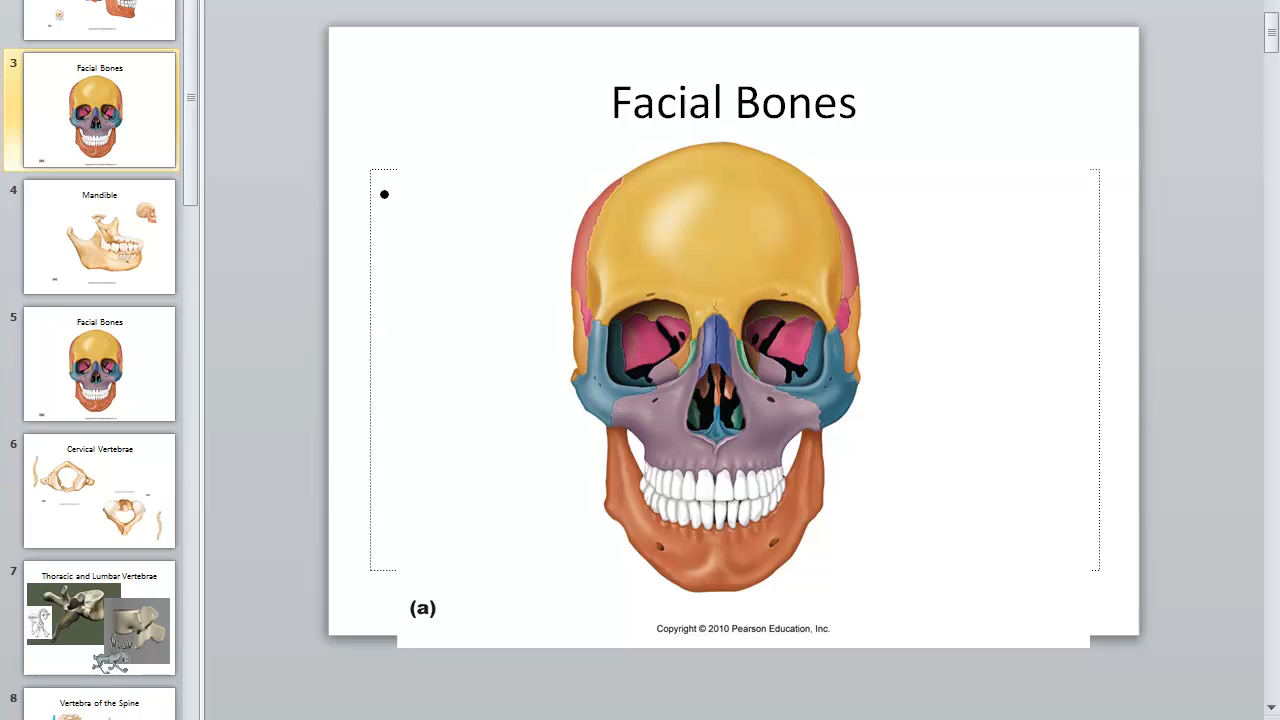 3
Facial Bones
4
Mandible
5
Facial Bones
6
Cervical Vertebrae
7
Thoracic and Lumbar Vertebrae
8
Vertebra of the Spine
Facial Bones
•
(a)
Copyright © 2010 Pearson Education, Inc.